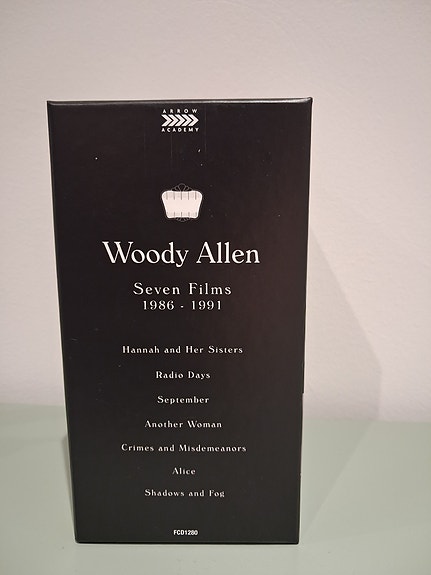 ARROW
ACADEMY
Woody Allen
Seven Films
1986 - 1991
Hannah and Her Sisters
Radio Days
September
Another Woman
Crimes and Misdemeanors
Alice
Shadows and Fog
FCD1280